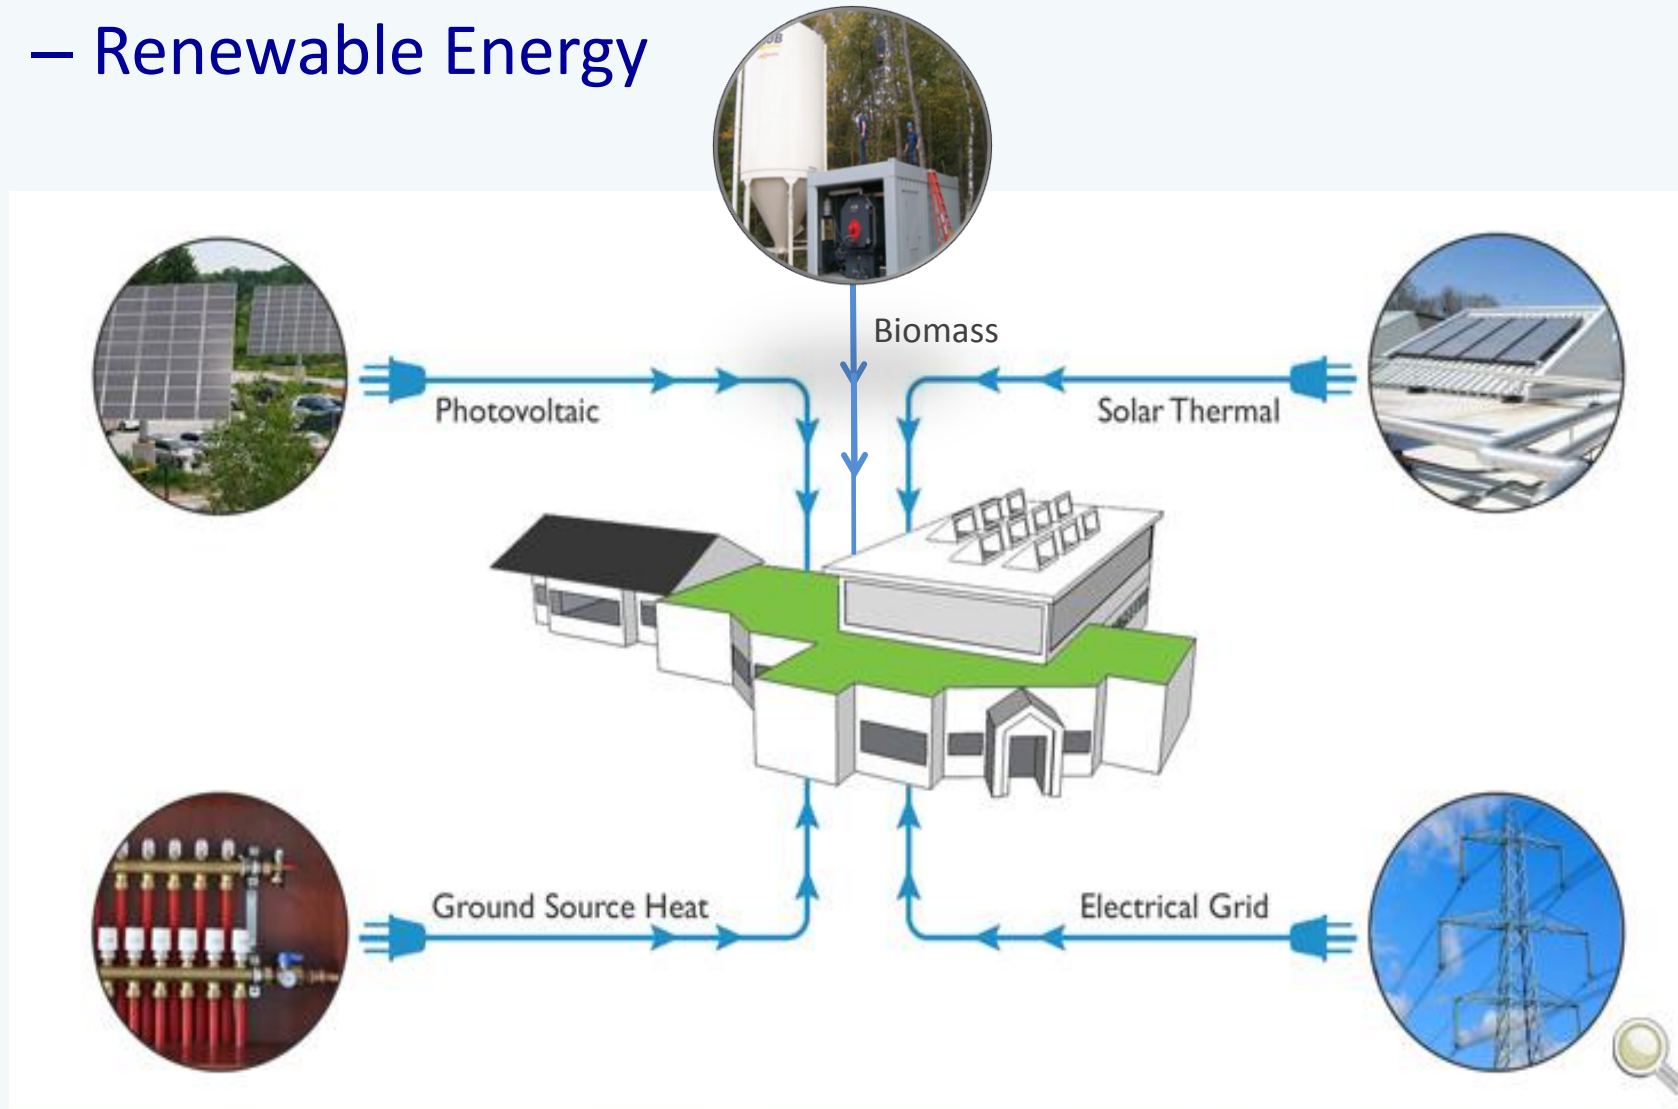 – Renewable Energy
Biomass
Photovoltaic
Solar Thermal
Ground Source Heat
Electrical Grid